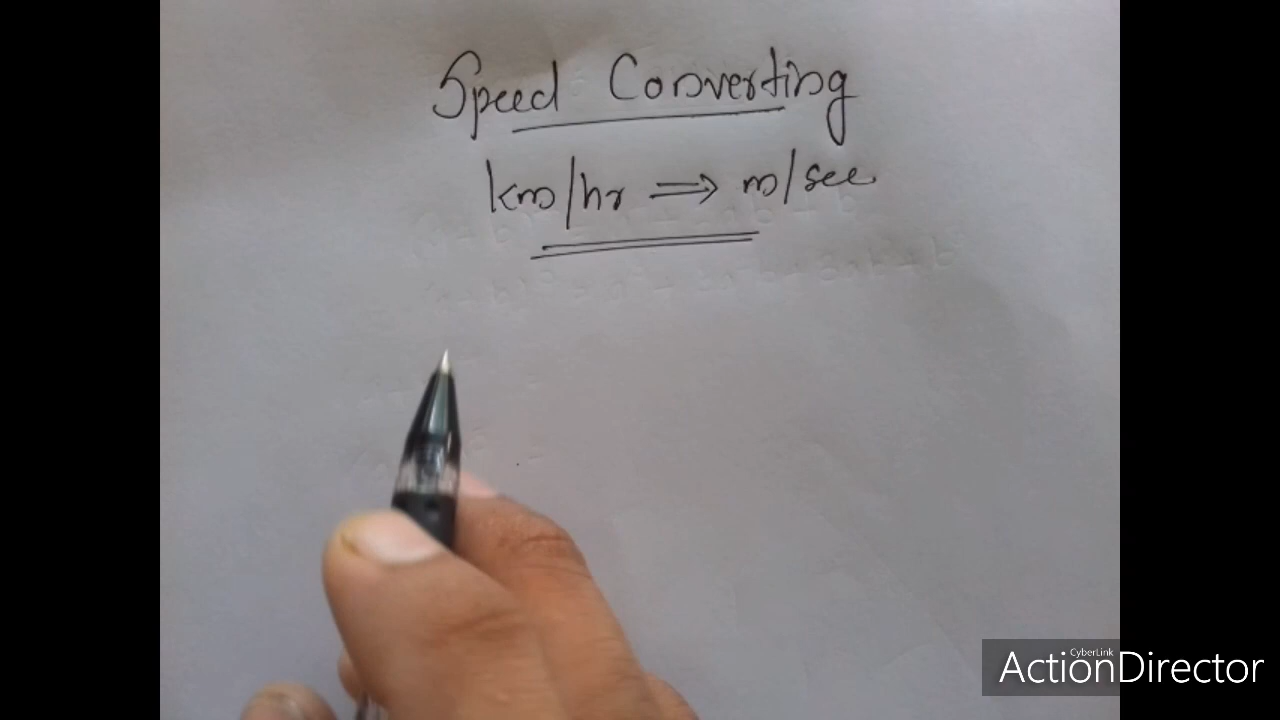 Speed Converting
km/hr ⇒ m/sec
CyberLink
ActionDirector